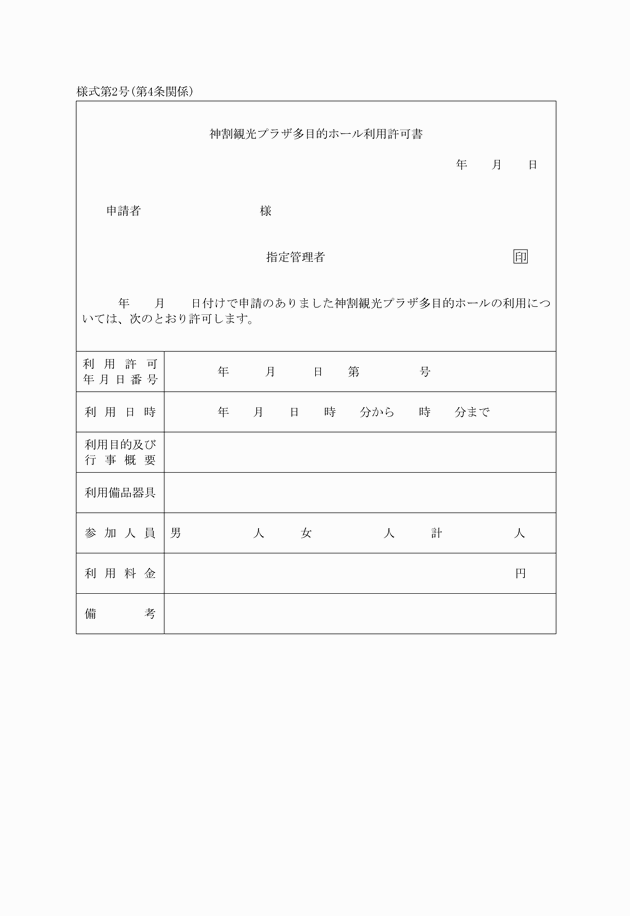 様式第2号(第4条関係)
神割観光プラザ多目的ホール利用許可書
年　　月　　日
申請者　　　　　　　　　　様
指定管理者　　　　　　　　　　　　　　　　印
年　　月　　日付けで申請のありました神割観光プラザ多目的ホールの利用につ
いては、次のとおり許可します。
利用許可
年月日番号
年　　　月　　　日　　第　　　　　号
利用日時　　年　　月　　日　　時　　分から　　時　　分まで
利用目的及び
行事概要
利用備品器具
参加人員　男　　　　　　人　　　女　　　　　　人　　　計　　　　　　人
利用料金　　　　　　　　　　円
備　　　　考